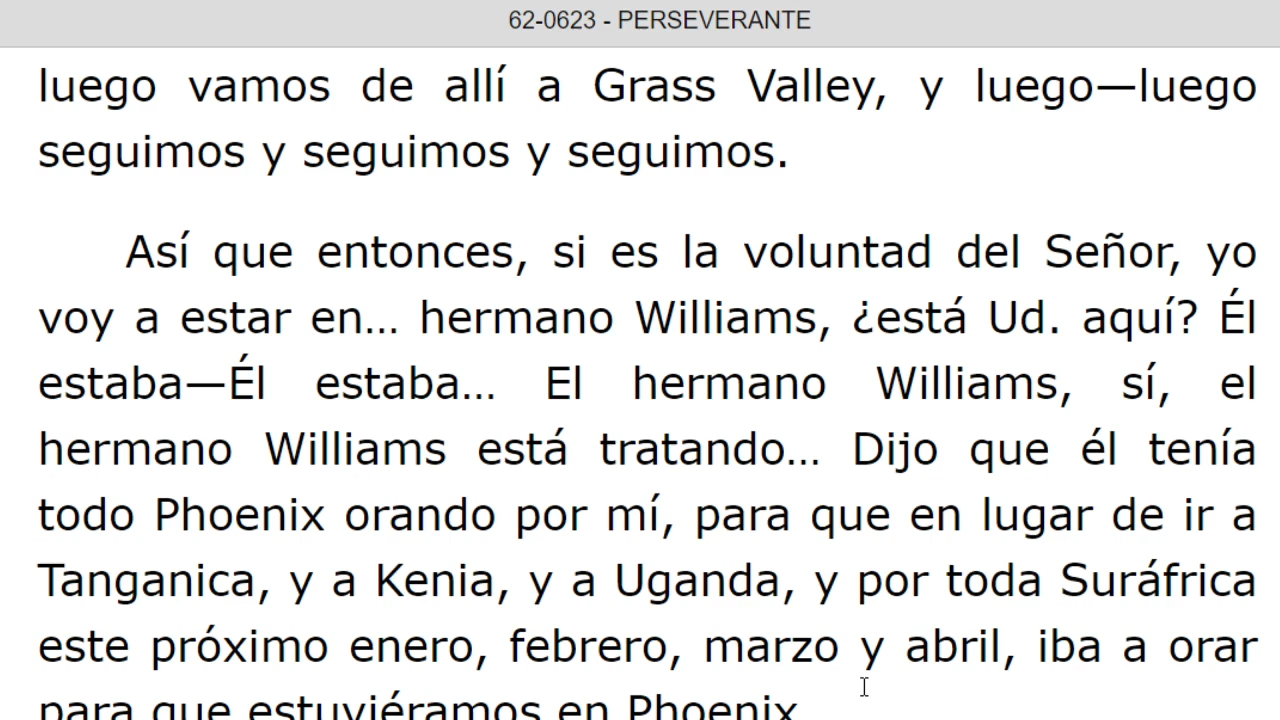 62-0623 - PERSEVERANTE
luego vamos de allí a Grass Valley, y luego—luego
seguimos y seguimos y seguimos.
Así que entonces, si es la voluntad del Señor, yo
voy a estar en… hermano Williams, ¿está Ud. aquí? Él
estaba—Él estaba… El hermano Williams, sí, el
hermano Williams está tratando… Dijo que él tenía
todo Phoenix orando por mí, para que en lugar de ir a
Tanganica, y a Kenia, y a Uganda, y por toda Suráfrica
este próximo enero, febrero, marzo y abril, iba a orar
para que estuviéramos en Phoenix